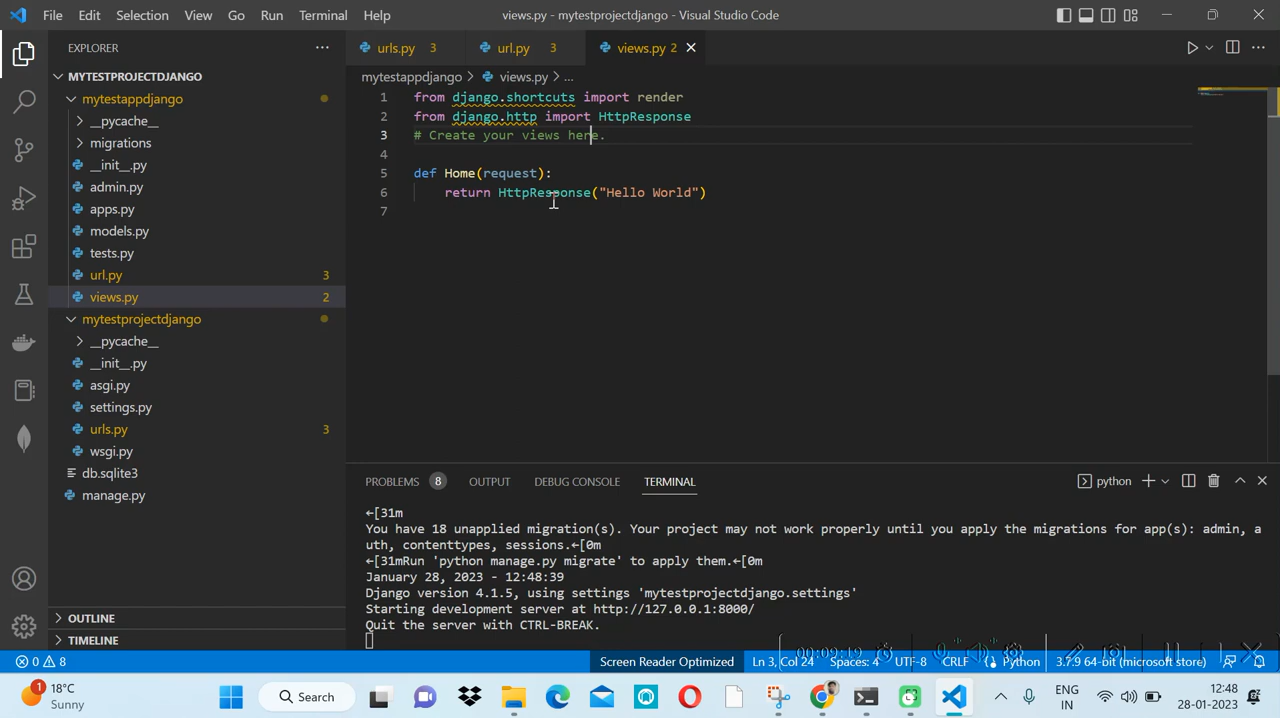 File Edit Selection View Go Run Terminal Help
views.py - mytestprojectdjango - Visual Studio Code
EXPLORER
MYTESTPROJECTDJANGO
mytestappdjango
__pycache__
migrations
__init__.py
admin.py
apps.py
models.py
tests.py
url.py 3
views.py 2
mytestprojectdjango
__pycache__
__init__.py
asgi.py
settings.py
urls.py 3
wsgi.py
db.sqlite3
manage.py
OUTLINE
TIMELINE
urls.py 3 url.py 3 views.py 2
mytestappdjango > views.py > ...
1 from django.shortcuts import render
2 from django.http import HttpResponse
3 # Create your views here.
4
5 def Home(request):
6 return HttpResponse("Hello World")
7
PROBLEMS 8 OUTPUT DEBUG CONSOLE TERMINAL python
←[31m
You have 18 unapplied migration(s). Your project may not work properly until you apply the migrations for app(s): admin, a
uth, contenttypes, sessions.←[0m
←[31mRun 'python manage.py migrate' to apply them.←[0m
January 28, 2023 - 12:48:39
Django version 4.1.5, using settings 'mytestprojectdjango.settings'
Starting development server at http://127.0.0.1:8000/
Quit the server with CTRL-BREAK.
00:09:19
0 8 Screen Reader Optimized Ln 3, Col 24 Spaces: 4 UTF-8 CRLF Python 3.7.9 64-bit (microsoft store)
1
18°C
Sunny
Search
ENG
IN
12:48
28-01-2023